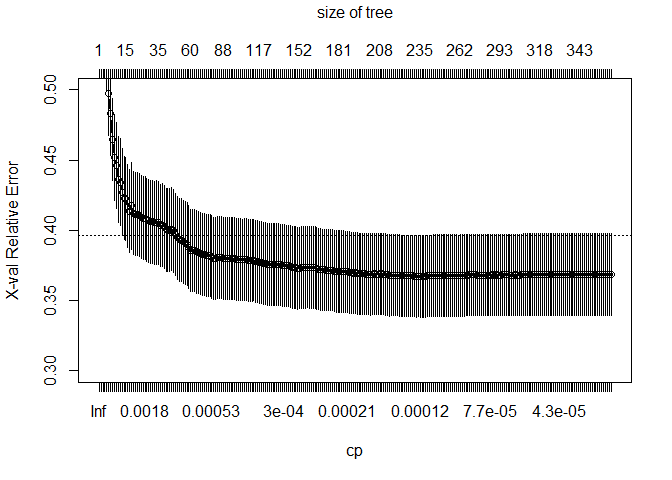 size of tree
1 15 35 60 88 117 152 181 208 235 262 293 318 343
0.50
0.45
0.40
0.35
0.30
X-val Relative Error
Inf 0.0018 0.00053 3e-04 0.00021 0.00012 7.7e-05 4.3e-05
cp